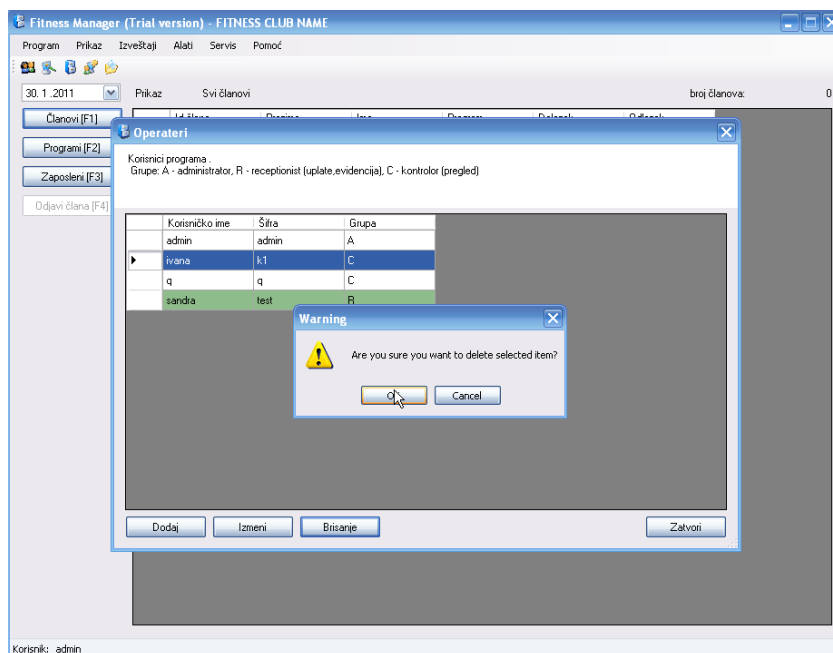 Fitness Manager (Trial version) - FITNESS CLUB NAME
Program Prikaz Izveštaji Alati Servis Pomoć
30. 1 .2011 Prikaz Svi članovi broj članova: 0
Članovi [F1]
Programi [F2]
Zaposleni [F3]
Odjavi člana [F4]
Operateri
Korisnici programa .
Grupe: A - administrator, R - receptionist (uplate,evidencija), C - kontrolor (pregled)
Korisničko ime Šifra Grupa
admin admin A
ivana k1 C
q q C
sandra test R
Warning
Are you sure you want to delete selected item?
Cancel
Dodaj Izmeni Brisanje Zatvori
Korisnik: admin